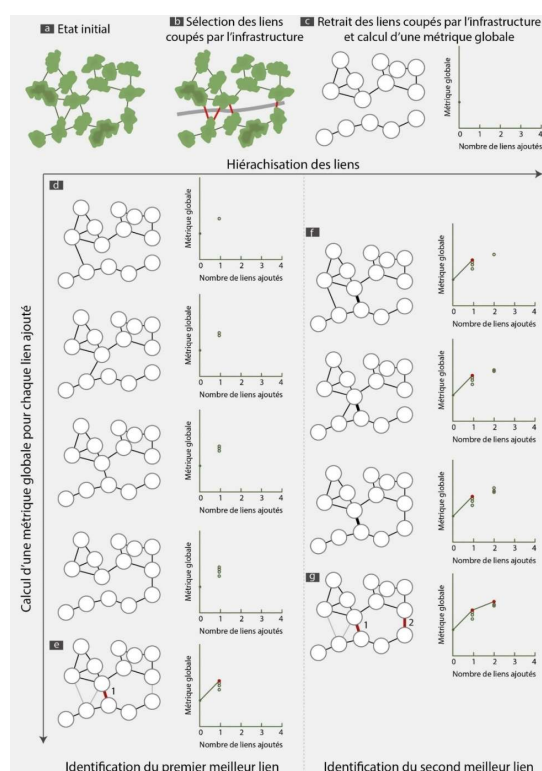 a Etat initial
b Sélection des liens
coupés par l'infrastructure
c Retrait des liens coupés par l'infrastructure
et calcul d'une métrique globale
Métrique globale
0 1 2 3 4
Nombre de liens ajoutés
Hiérachisation des liens
Calcul d'une métrique globale pour chaque lien ajouté
d
Métrique globale
0 1 2 3 4
Nombre de liens ajoutés
Métrique globale
0 1 2 3 4
Nombre de liens ajoutés
Métrique globale
0 1 2 3 4
Nombre de liens ajoutés
Métrique globale
0 1 2 3 4
Nombre de liens ajoutés
e
1
Métrique globale
0 1 2 3 4
Nombre de liens ajoutés
Identification du premier meilleur lien
f
Métrique globale
0 1 2 3 4
Nombre de liens ajoutés
Métrique globale
0 1 2 3 4
Nombre de liens ajoutés
Métrique globale
0 1 2 3 4
Nombre de liens ajoutés
g
1
2
Métrique globale
0 1 2 3 4
Nombre de liens ajoutés
Identification du second meilleur lien